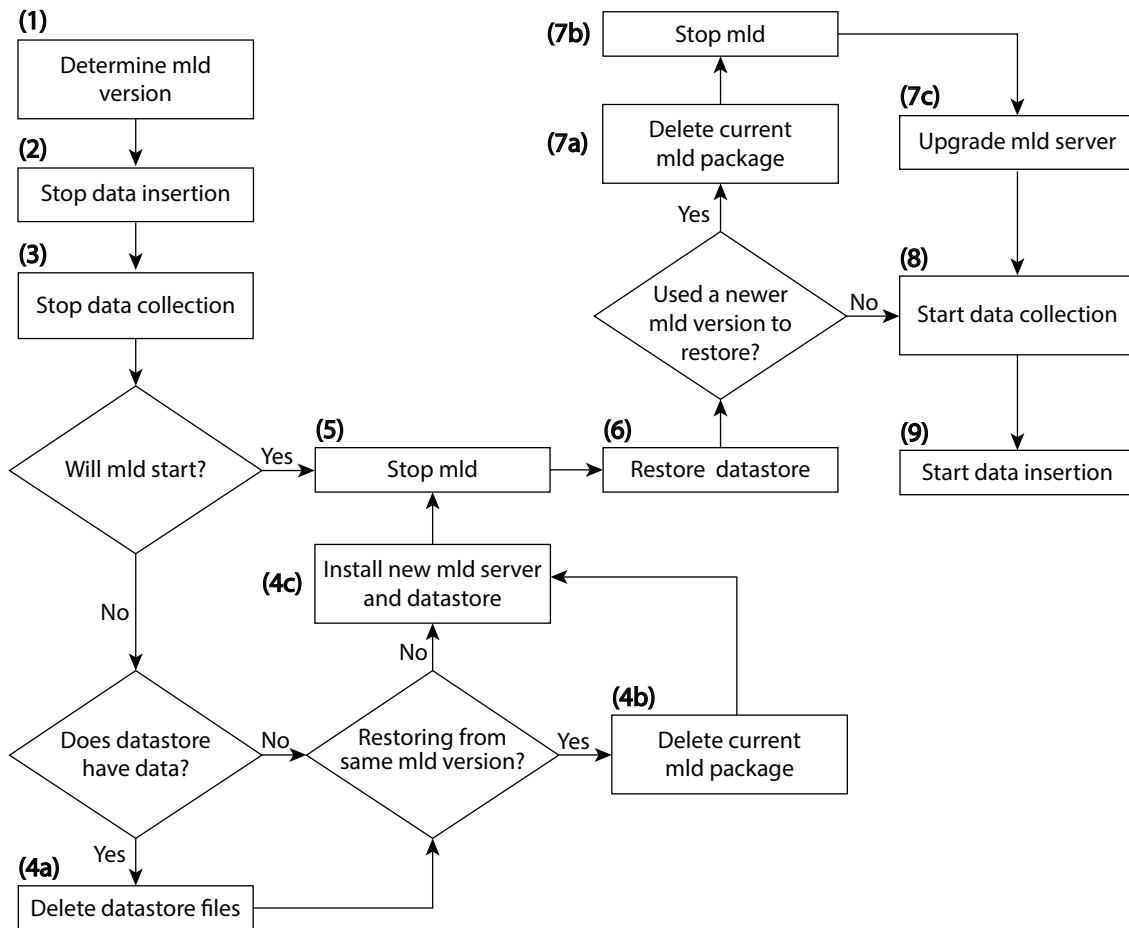 (1)
Determine mld
version
(2)
Stop data insertion
(3)
Stop data collection
Will mld start?
Yes
No
Does datastore
have data?
No
Yes
(4a)
Delete datastore files
Restoring from
same mld version?
No
Yes
(4b)
Delete current
mld package
(4c)
Install new mld server
and datastore
(5)
Stop mld
(6)
Restore datastore
Used a newer
mld version to
restore?
Yes
No
(7a)
Delete current
mld package
(7b)
Stop mld
(7c)
Upgrade mld server
(8)
Start data collection
(9)
Start data insertion